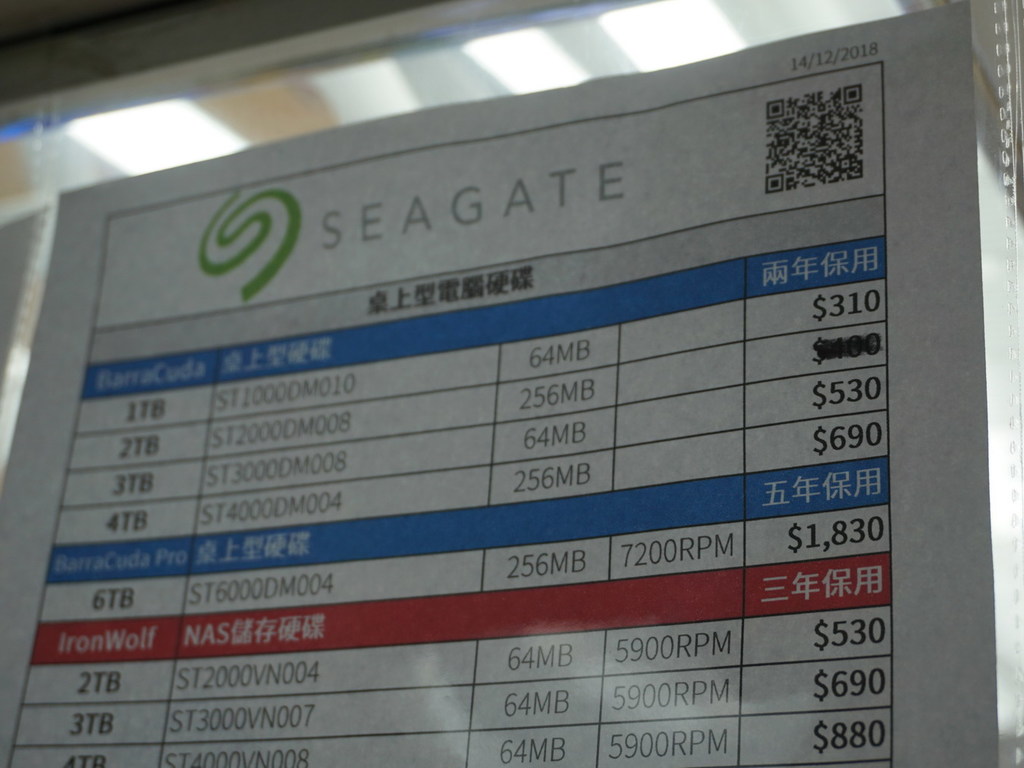 14/12/2018
SEAGATE
桌上型電腦硬碟
BarraCuda 桌上型硬碟 兩年保用
1TB ST1000DM010 64MB $310
2TB ST2000DM008 256MB
3TB ST3000DM008 64MB $530
4TB ST4000DM004 256MB $690
BarraCuda Pro 桌上型硬碟 五年保用
6TB ST6000DM004 256MB 7200RPM $1,830
IronWolf NAS儲存硬碟 三年保用
2TB ST2000VN004 64MB 5900RPM $530
3TB ST3000VN007 64MB 5900RPM $690
4TB ST4000VN008 64MB 5900RPM $880